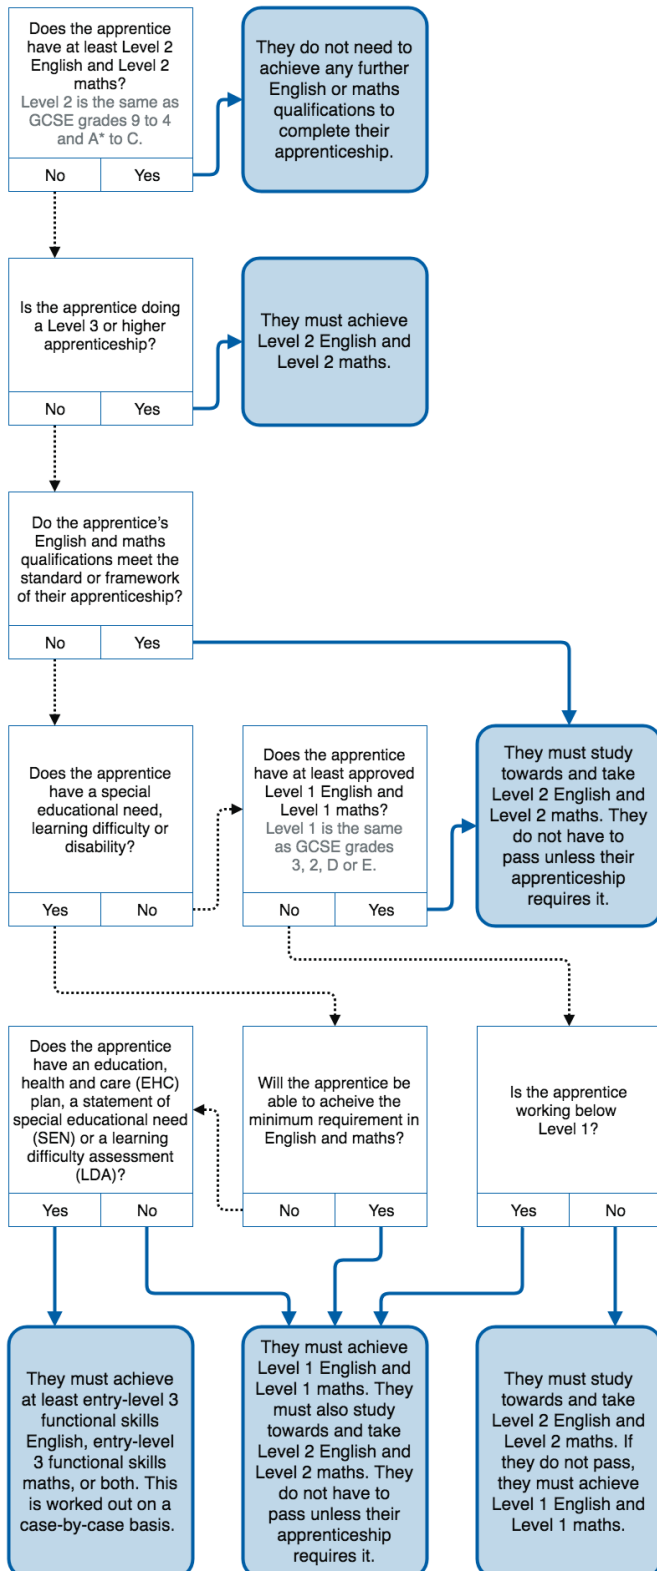 Does the apprentice
have at least Level 2
English and Level 2
maths?
Level 2 is the same as
GCSE grades 9 to 4
and A* to C.
No
Yes
They do not need to
achieve any further
English or maths
qualifications to
complete their
apprenticeship.
Is the apprentice doing
a Level 3 or higher
apprenticeship?
No
Yes
They must achieve
Level 2 English and
Level 2 maths.
Do the apprentice's
English and maths
qualifications meet the
standard or framework
of their apprenticeship?
No
Yes
Does the apprentice
have a special
educational need,
learning difficulty or
disability?
Yes
No
Does the apprentice
have at least approved
Level 1 English and
Level 1 maths?
Level 1 is the same
as GCSE grades
3, 2, D or E.
No
Yes
They must study
towards and take
Level 2 English and
Level 2 maths. They
do not have to
pass unless their
apprenticeship
requires it.
Does the apprentice
have an education,
health and care (EHC)
plan, a statement of
special educational need
(SEN) or a learning
difficulty assessment
(LDA)?
Yes
No
Will the apprentice be
able to acheive the
minimum requirement in
English and maths?
No
Yes
Is the apprentice
working below
Level 1?
Yes
No
They must achieve
at least entry-level 3
functional skills
English, entry-level
3 functional skills
maths, or both. This
is worked out on a
case-by-case basis.
They must achieve
Level 1 English and
Level 1 maths. They
must also study
towards and take
Level 2 English and
Level 2 maths. They
do not have to
pass unless their
apprenticeship
requires it.
They must study
towards and take
Level 2 English and
Level 2 maths. If
they do not pass,
they must achieve
Level 1 English and
Level 1 maths.